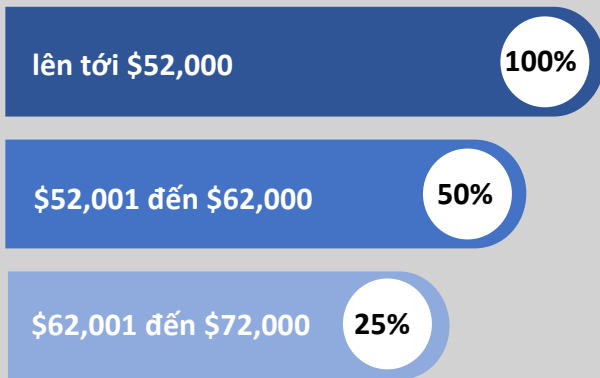 lên tới $52,000 100%
$52,001 đến $62,000 50%
$62,001 đến $72,000 25%